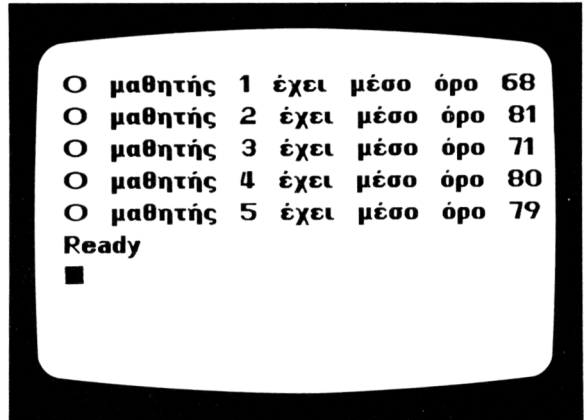 Ο μαθητής 1 έχει μέσο όρο 68
Ο μαθητής 2 έχει μέσο όρο 81
Ο μαθητής 3 έχει μέσο όρο 71
Ο μαθητής 4 έχει μέσο όρο 80
Ο μαθητής 5 έχει μέσο όρο 79
Ready